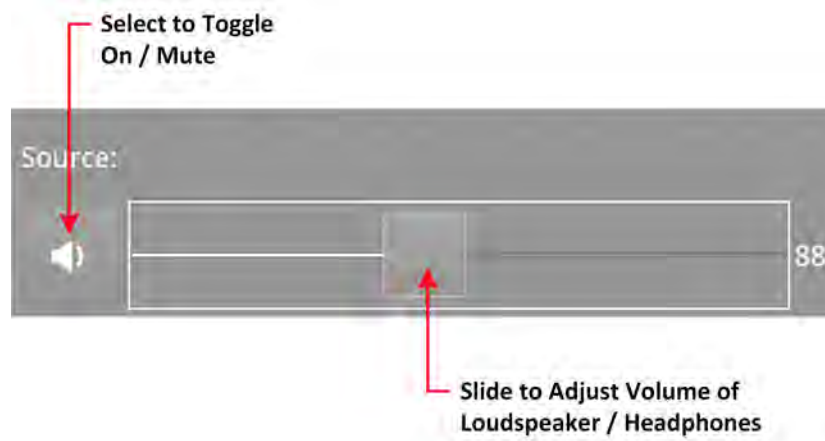 Select to Toggle
On / Mute
Source:
88
Slide to Adjust Volume of
Loudspeaker / Headphones